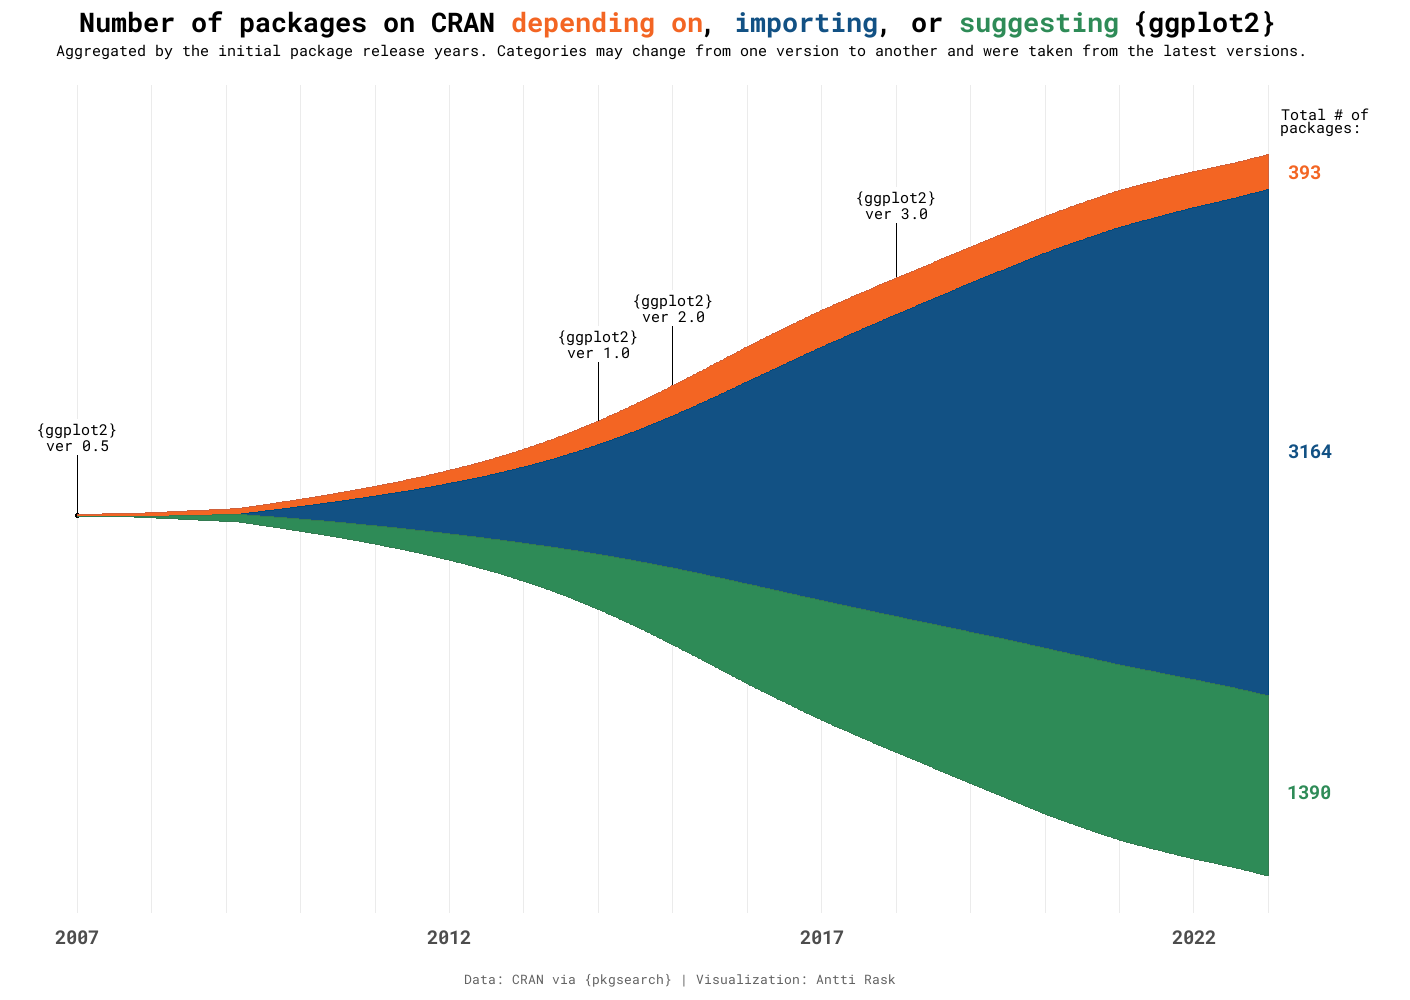 Number of packages on CRAN depending on, importing, or suggesting {ggplot2}
Aggregated by the initial package release years. Categories may change from one version to another and were taken from the latest versions.
Total # of
packages:
393
{ggplot2}
ver 3.0
{ggplot2}
ver 2.0
{ggplot2}
ver 1.0
{ggplot2}
ver 0.5
3164
1390
2007
2012
2017
2022
Data: CRAN via {pkgsearch} | Visualization: Antti Rask